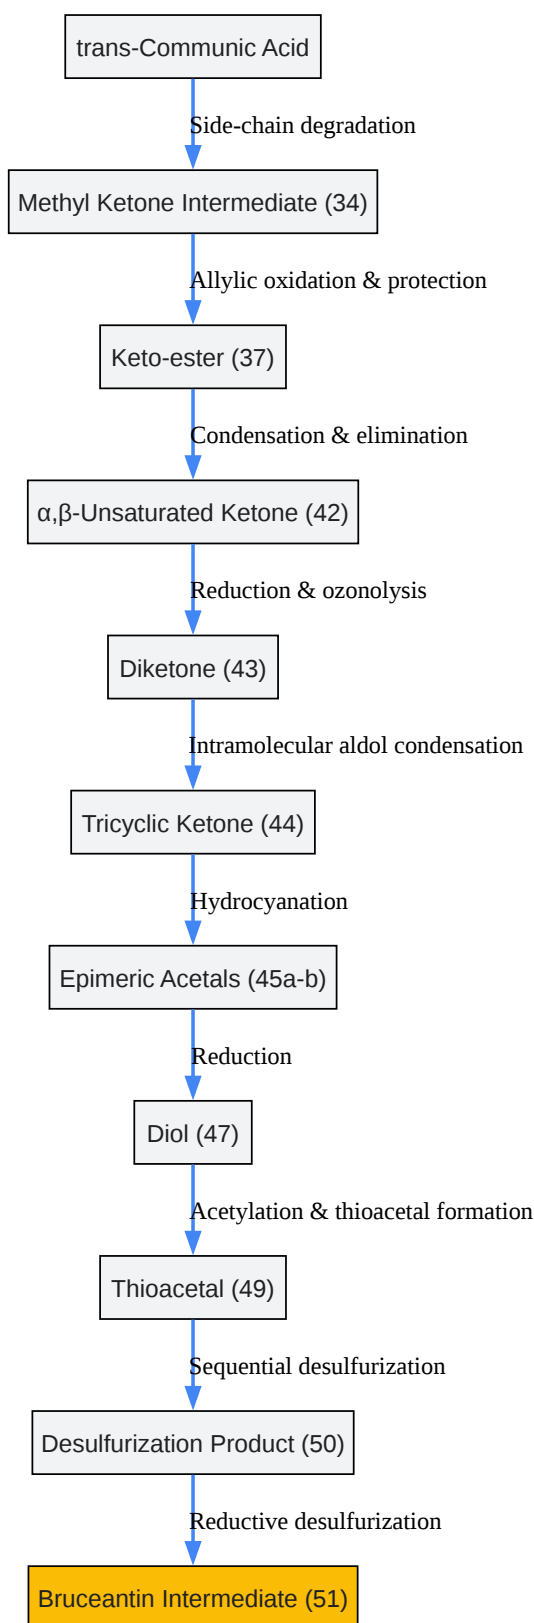 trans-Communic Acid
Side-chain degradation
Methyl Ketone Intermediate (34)
Allylic oxidation & protection
Keto-ester (37)
Condensation & elimination
α,β-Unsaturated Ketone (42)
Reduction & ozonolysis
Diketone (43)
Intramolecular aldol condensation
Tricyclic Ketone (44)
Hydrocyanation
Epimeric Acetals (45a-b)
Reduction
Diol (47)
Acetylation & thioacetal formation
Thioacetal (49)
Sequential desulfurization
Desulfurization Product (50)
Reductive desulfurization
Bruceantin Intermediate (51)